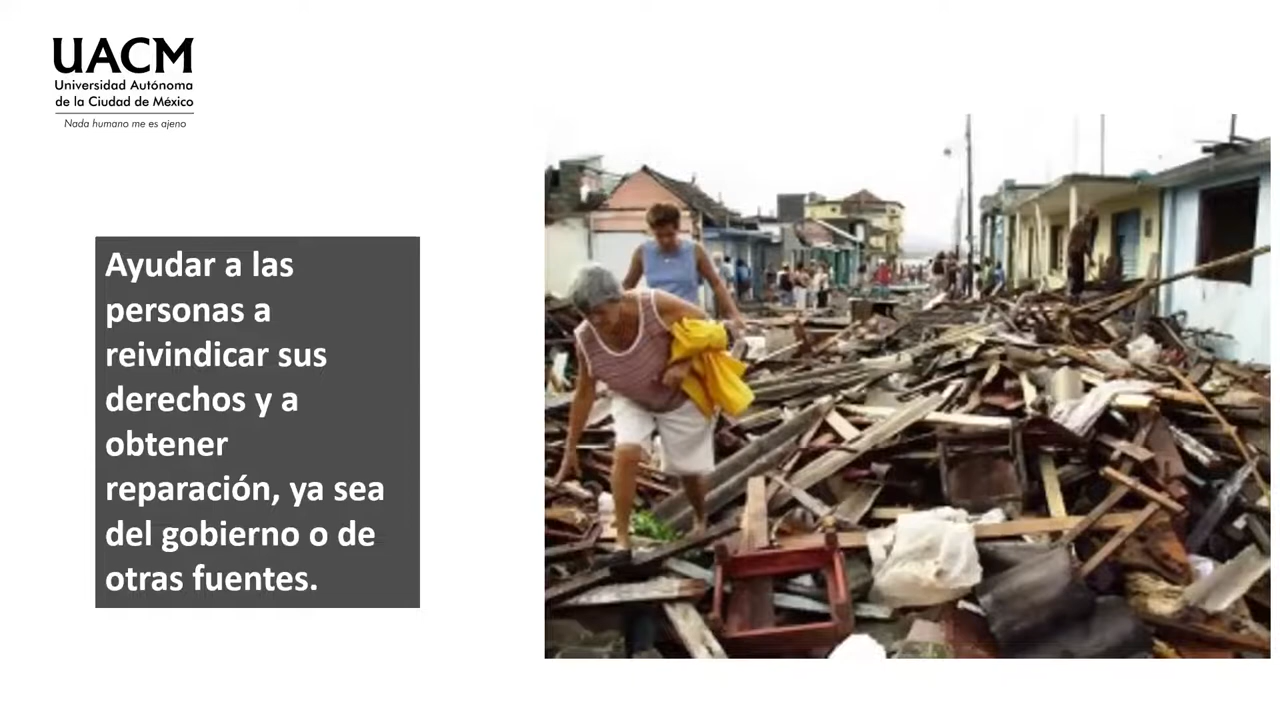 UACM
Universidad Autónoma
de la Ciudad de México
Nada humano me es ajeno
Ayudar a las
personas a
reivindicar sus
derechos y a
obtener
reparación, ya sea
del gobierno o de
otras fuentes.